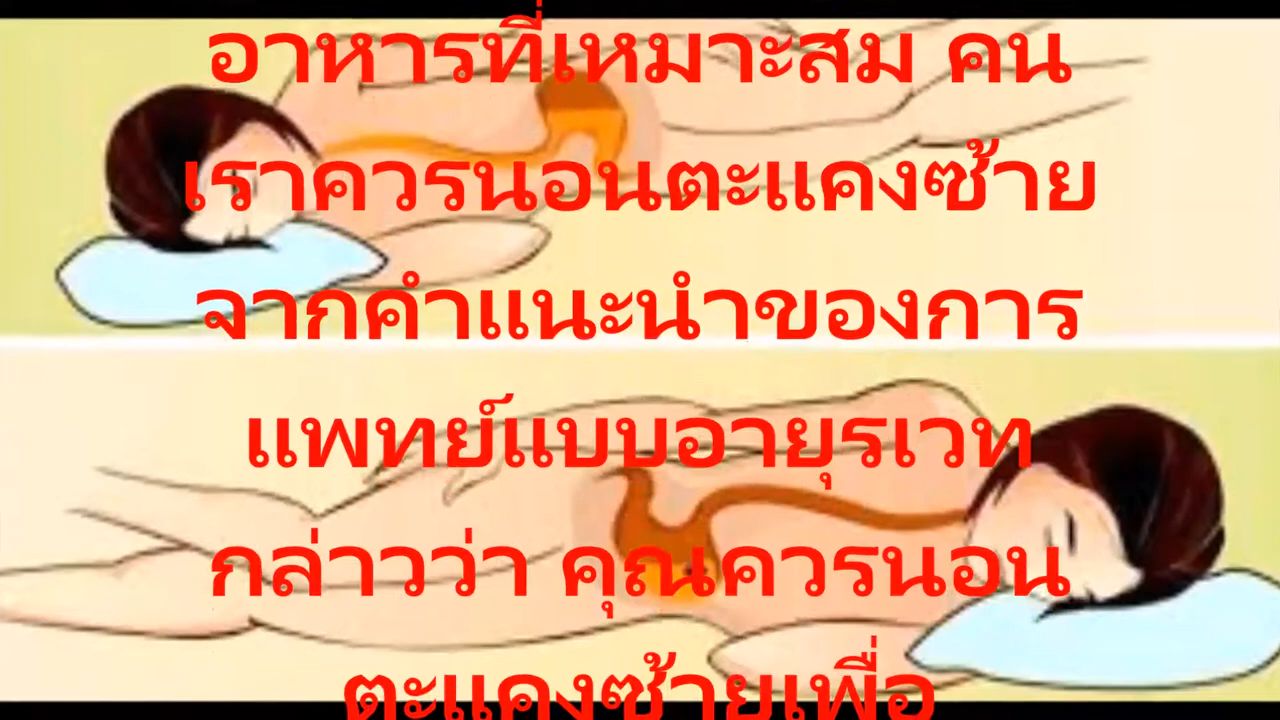 อาหารที่เหมาะสม คน
เราควรนอนตะแคงซ้าย
จากคำแนะนำของการ
แพทย์แบบอายุรเวท
กล่าวว่า คุณควรนอน
ตะแคงซ้ายเพื่อ